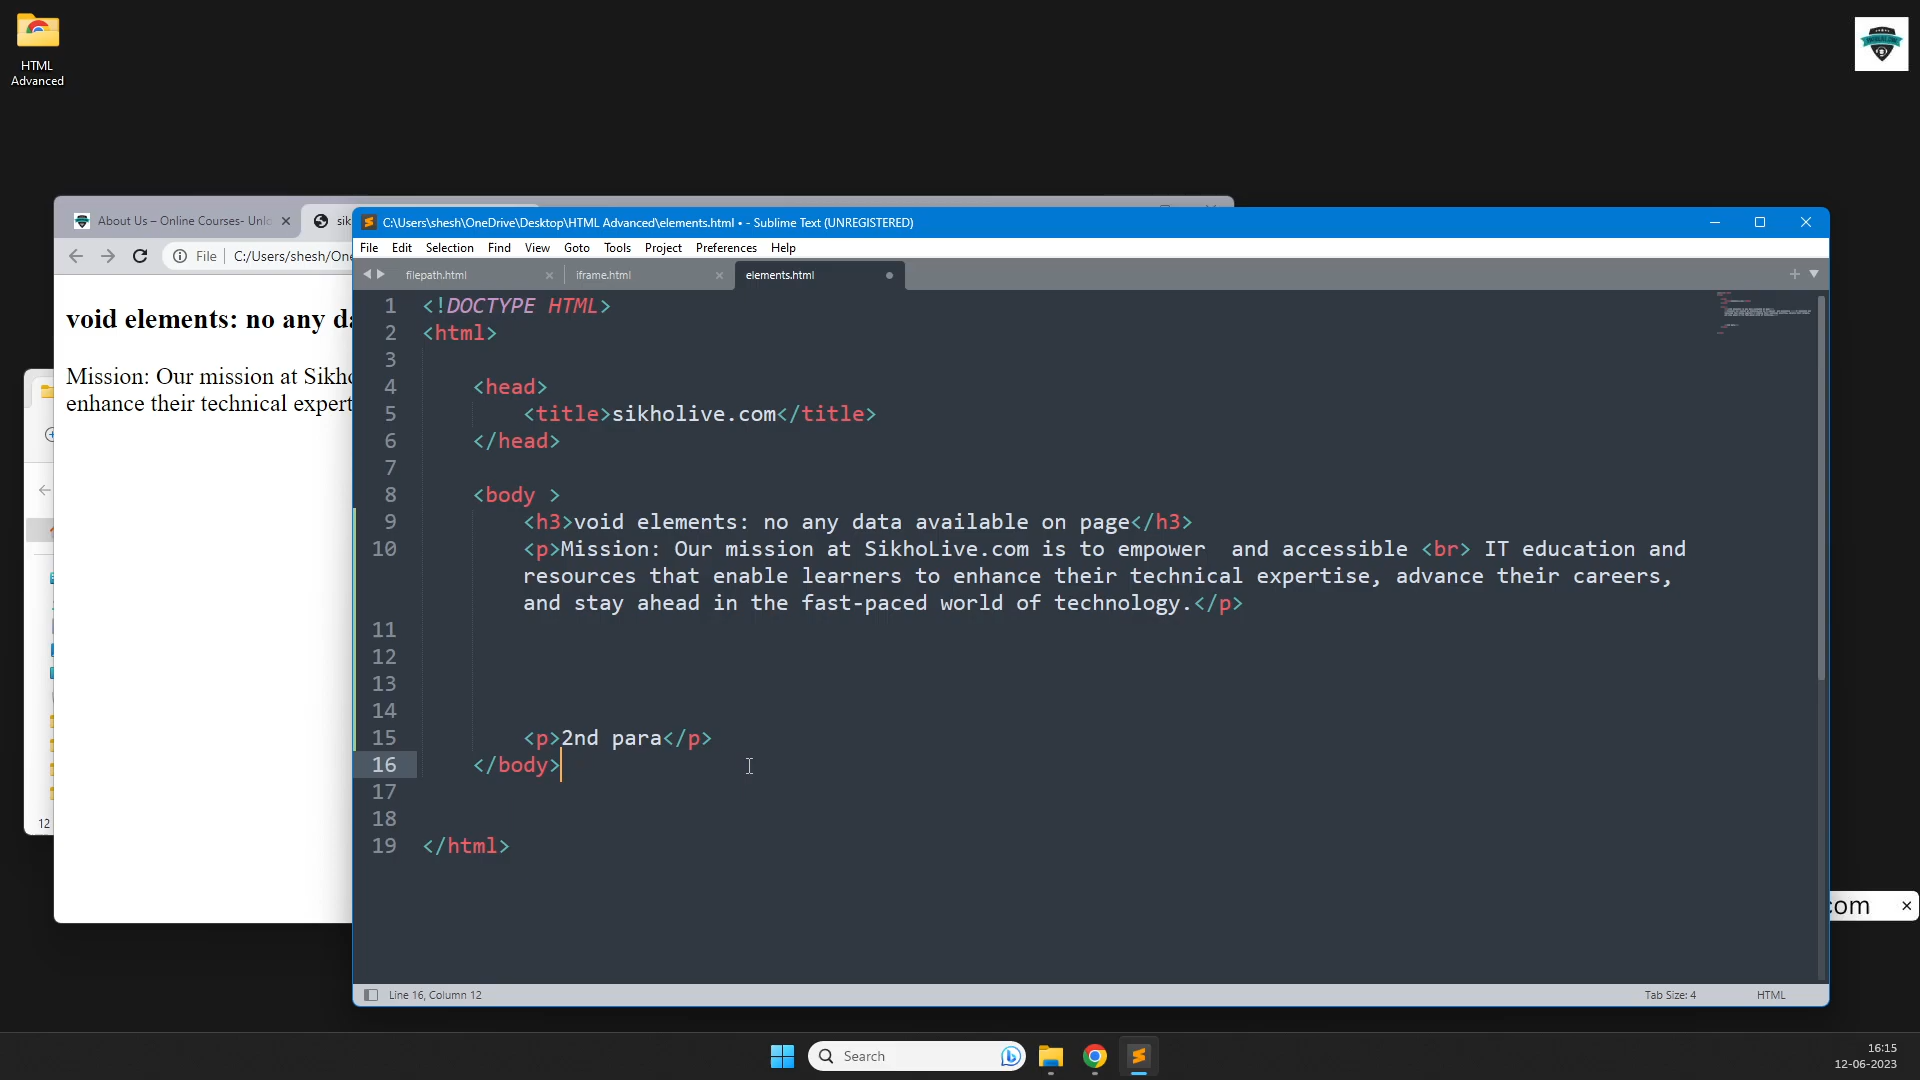 HTML
Advanced
About Us – Online Courses- Unl
sik
File C:/Users/shesh/One
void elements: no any da
Mission: Our mission at Sikho
enhance their technical expert
12
C:\Users\shesh\OneDrive\Desktop\HTML Advanced\elements.html • - Sublime Text (UNREGISTERED)
File Edit Selection Find View Goto Tools Project Preferences Help
filepath.html iframe.html elements.html
1 <!DOCTYPE HTML>
2 <html>
3
4 <head>
5 <title>sikholive.com</title>
6 </head>
7
8 <body >
9 <h3>void elements: no any data available on page</h3>
10 <p>Mission: Our mission at SikhoLive.com is to empower  and accessible <br> IT education and
resources that enable learners to enhance their technical expertise, advance their careers,
and stay ahead in the fast-paced world of technology.</p>
11
12
13
14
15 <p>2nd para</p>
16 </body>
17
18
19 </html>
com
Line 16, Column 12 Tab Size: 4 HTML
Search
16:15
12-06-2023